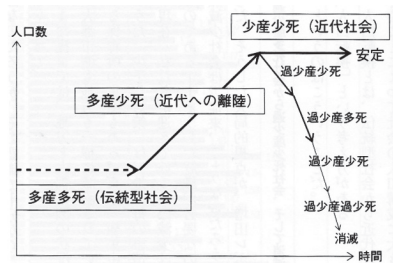 人口数
少産少死（近代社会）
安定
過少産少死
多産少死（近代への離陸）
過少産多死
過少産少死
多産多死（伝統型社会）
過少産過少死
消滅
時間